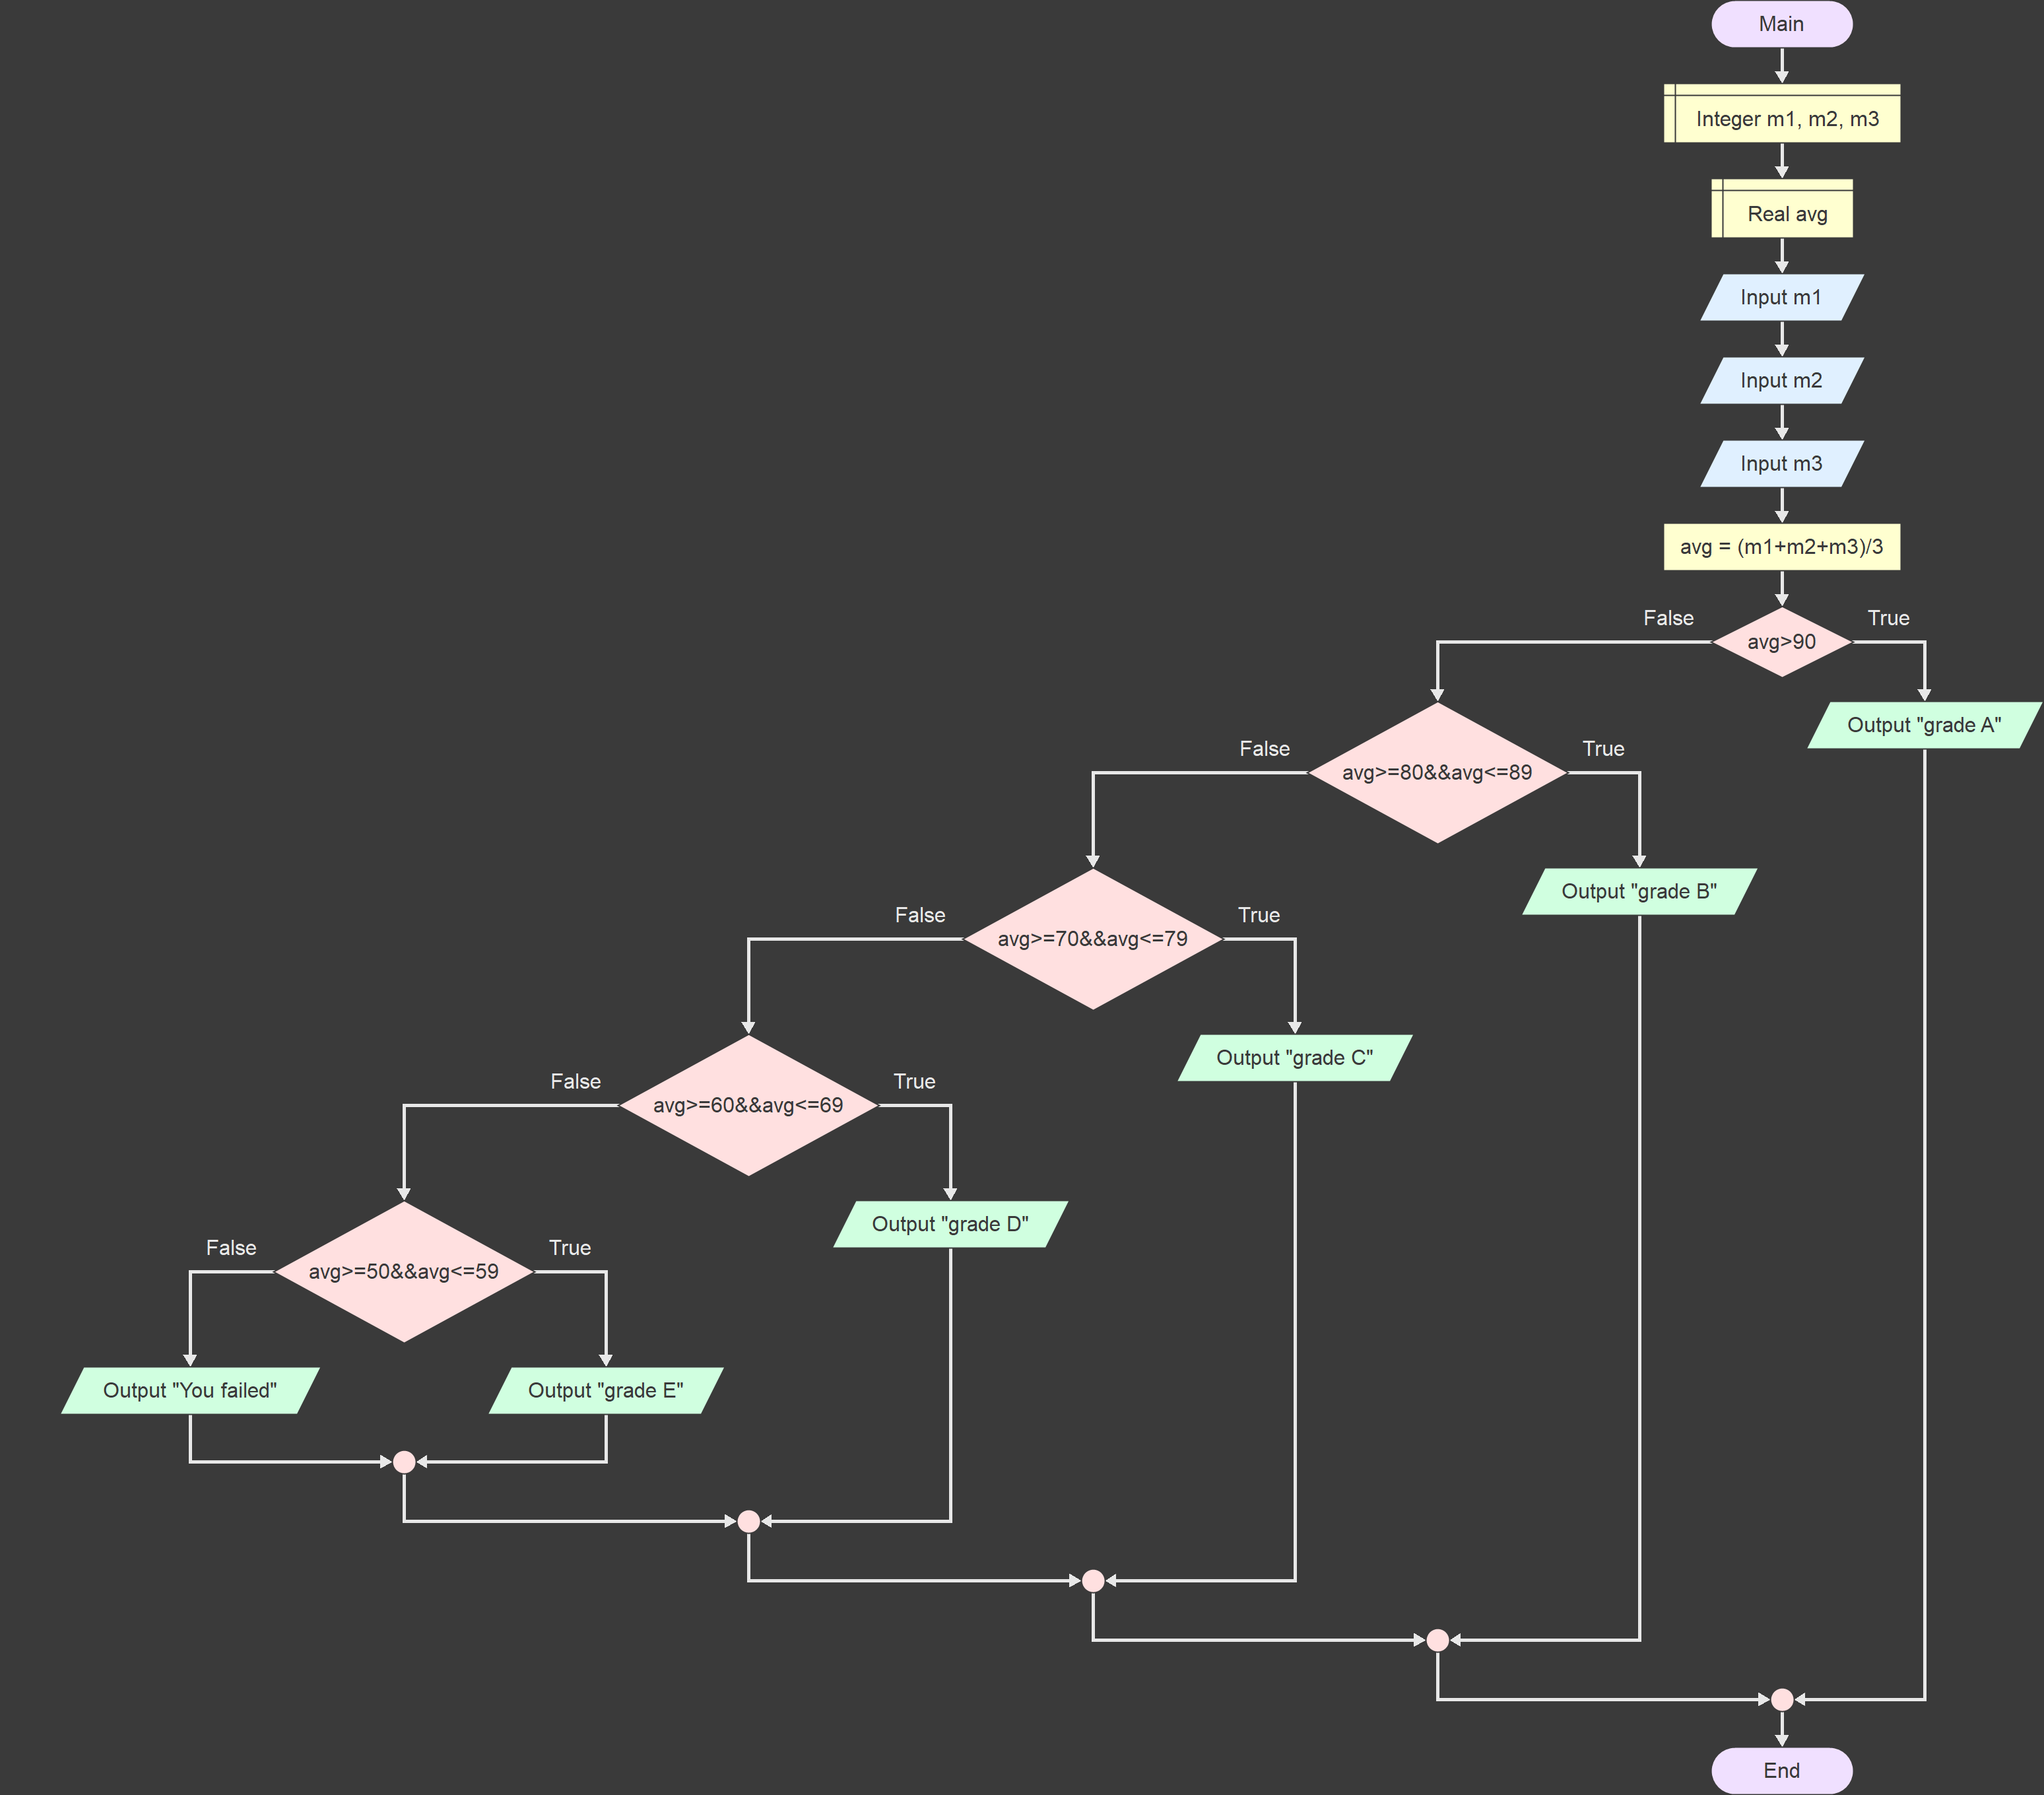 Main
Integer m1, m2, m3
Real avg
Input m1
Input m2
Input m3
avg = (m1+m2+m3)/3
False
True
avg>90
Output "grade A"
False
True
avg>=80&&avg<=89
Output "grade B"
False
True
avg>=70&&avg<=79
Output "grade C"
False
True
avg>=60&&avg<=69
Output "grade D"
False
True
avg>=50&&avg<=59
Output "You failed"
Output "grade E"
End